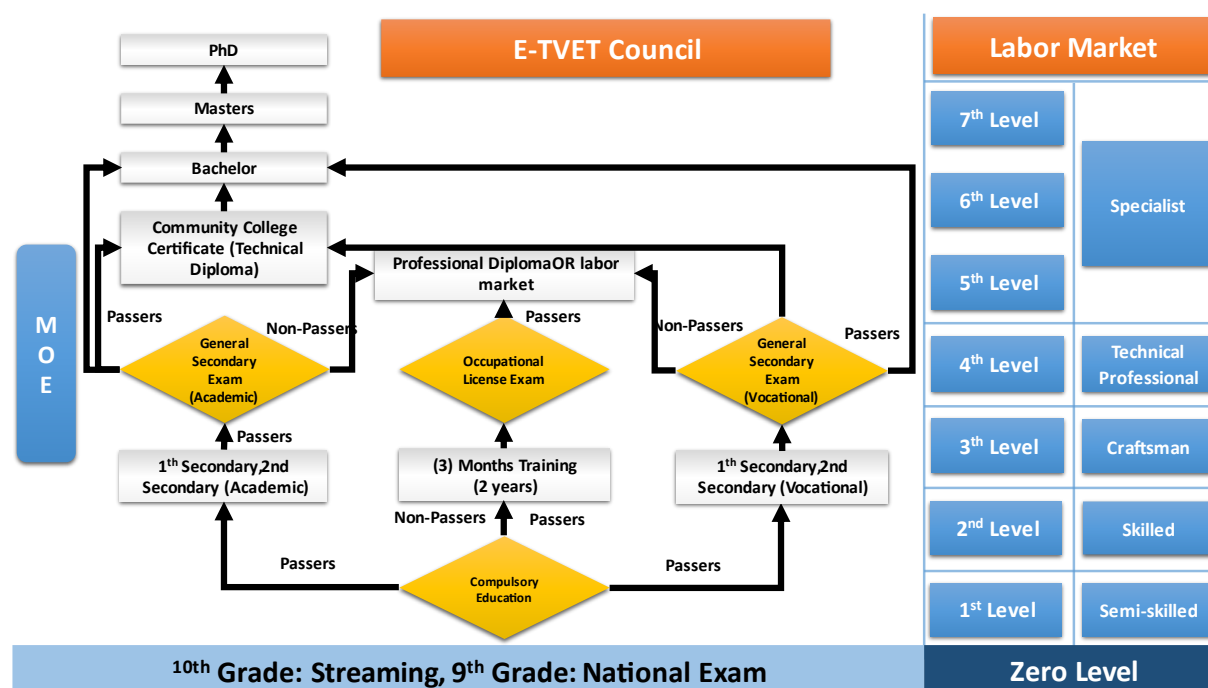 E-TVET Council
Labor Market
PhD
Masters
Bachelor
Community College
Certificate (Technical
Diploma)
Professional DiplomaOR labor
market
M
O
E
Passers
Non-Passers
Passers
Non-Passers
Passers
General
Secondary
Exam
(Academic)
Occupational
License Exam
General
Secondary
Exam
(Vocational)
Passers
1th Secondary,2nd
Secondary (Academic)
(3) Months Training
(2 years)
1th Secondary,2nd
Secondary (Vocational)
Non-Passers
Passers
Passers
Passers
Compulsory
Education
10th Grade: Streaming, 9th Grade: National Exam
7th Level
6th Level
5th Level
Specialist
4th Level
Technical
Professional
3th Level
Craftsman
2nd Level
Skilled
1st Level
Semi-skilled
Zero Level